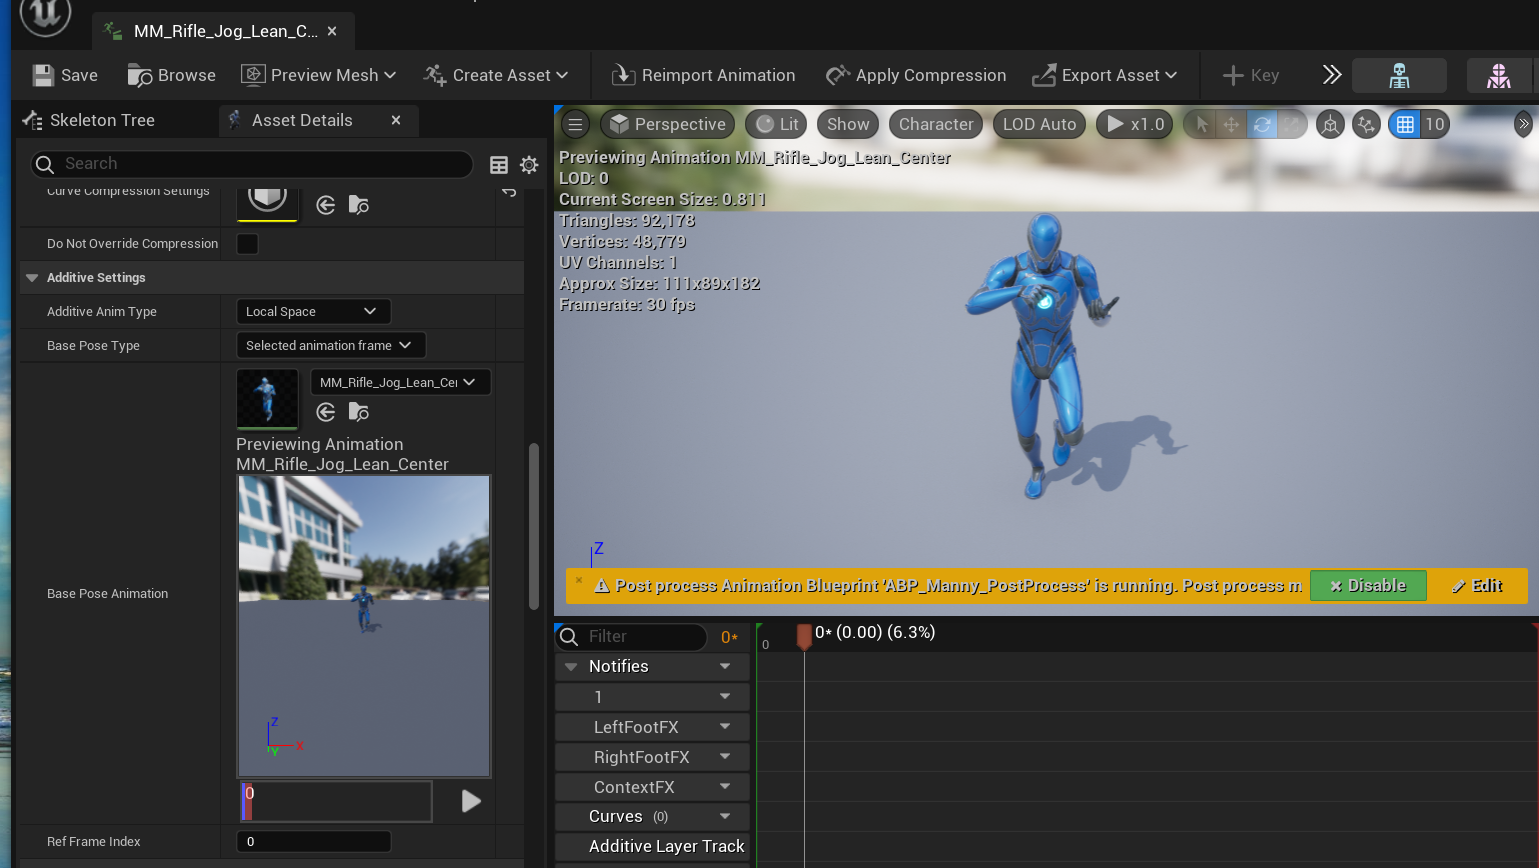 MM_Rifle_Jog_Lean_C...
Save
Browse
Preview Mesh
Create Asset
Reimport Animation
Apply Compression
Export Asset
Key
Skeleton Tree
Asset Details
Search
Curve Compression Settings
Do Not Override Compression
Additive Settings
Additive Anim Type
Local Space
Base Pose Type
Selected animation frame
MM_Rifle_Jog_Lean_Cer
Previewing Animation
MM_Rifle_Jog_Lean_Center
Base Pose Animation
Z
Y
X
0
Ref Frame Index
0
Perspective
Lit
Show
Character
LOD Auto
x1.0
10
Previewing Animation MM_Rifle_Jog_Lean_Center
LOD: 0
Current Screen Size: 0.811
Triangles: 92,178
Vertices: 48,779
UV Channels: 1
Approx Size: 111x89x182
Framerate: 30 fps
Z
Post process Animation Blueprint 'ABP_Manny_PostProcess' is running. Post process m
Disable
Edit
Filter
0*
0
0* (0.00) (6.3%)
Notifies
1
LeftFootFX
RightFootFX
ContextFX
Curves (0)
Additive Layer Track